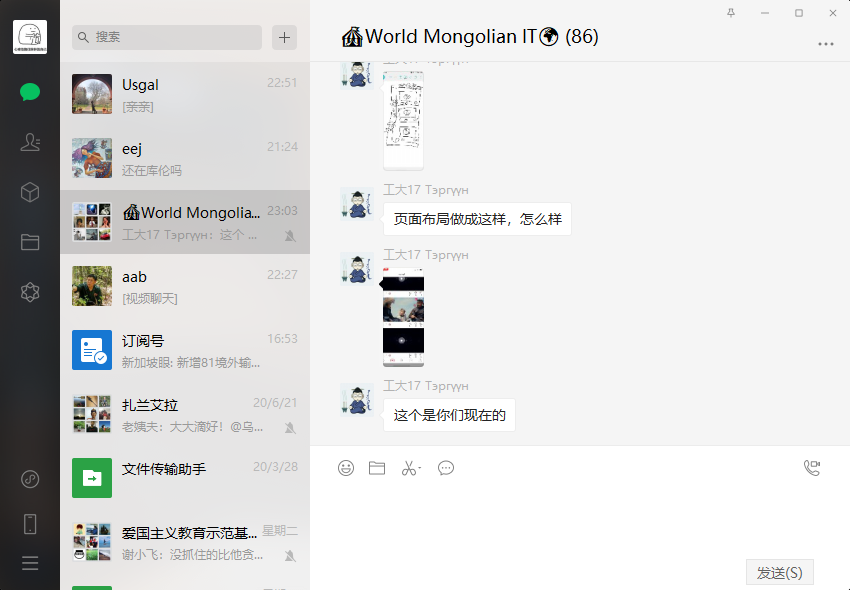 搜索
Usgal
22:51
[亲亲]
eej
21:24
还在库伦吗
World Mongolia...
23:03
工大17 Тэргүүн：这个 ...
aab
22:27
[视频聊天]
订阅号
16:53
新加坡眼: 新增81境外输...
扎兰艾拉
20/6/21
老姨夫：大大滴好！@乌...
文件传输助手
20/3/28
爱国主义教育示范基...
星期二
谢小飞：没抓住的比他贪...
World Mongolian IT (86)
工大17 Тэргүүн
工大17 Тэргүүн
页面布局做成这样，怎么样
工大17 Тэргүүн
工大17 Тэргүүн
这个是你们现在的
发送(S)